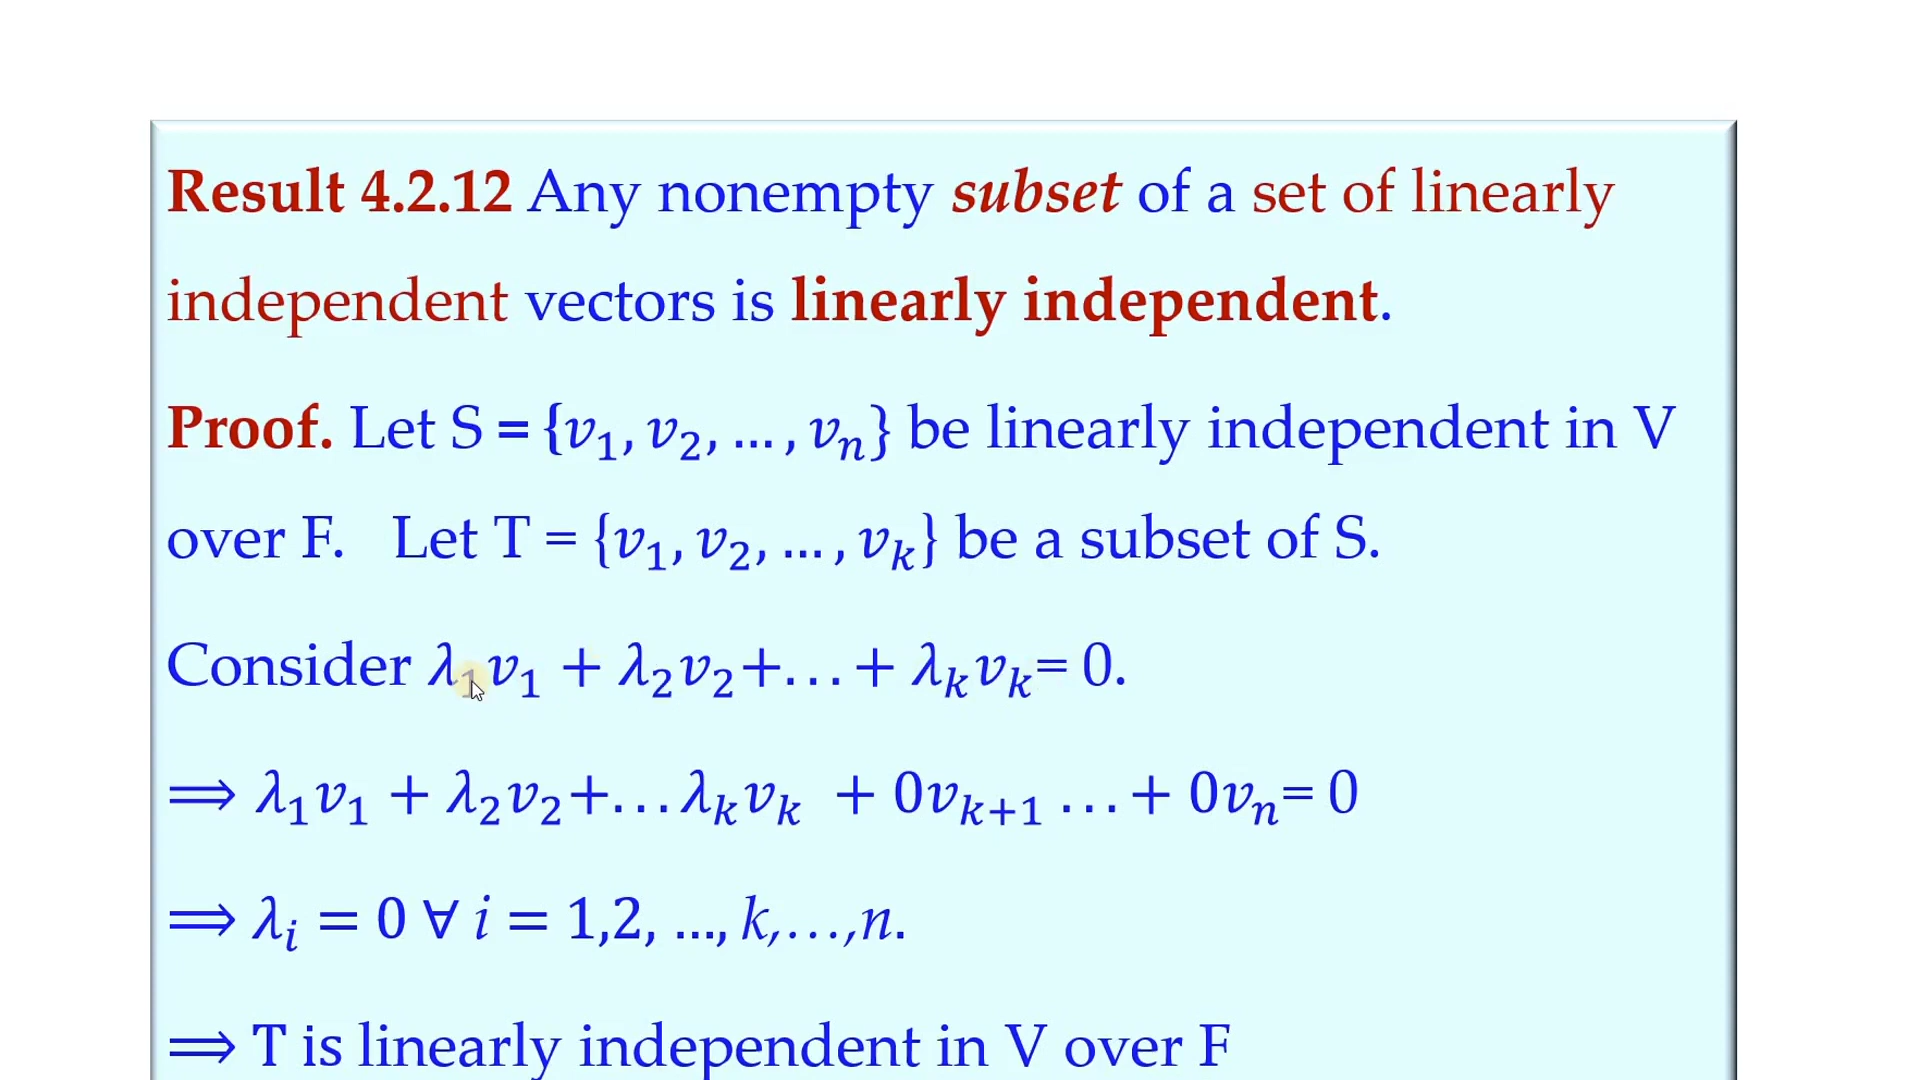 Result 4.2.12 Any nonempty subset of a set of linearly
independent vectors is linearly independent.
Proof. Let S = {v₁, v₂, ... , vₙ} be linearly independent in V
over F. Let T = {v₁, v₂, ... , vₖ} be a subset of S.
Consider λ₁v₁ + λ₂v₂+...+ λₖvₖ= 0.
⟹ λ₁v₁ + λ₂v₂+...λₖvₖ + 0vₖ₊₁ ...+ 0vₙ= 0
⟹ λᵢ = 0 ∀ i = 1,2, ..., k,...,n.
⟹ T is linearly independent in V over F